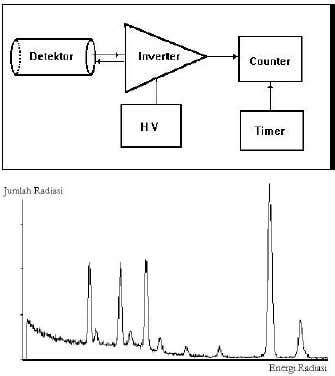 Detektor
Inverter
Counter
H V
Timer
Jumlah Radiasi
Energi Radiasi